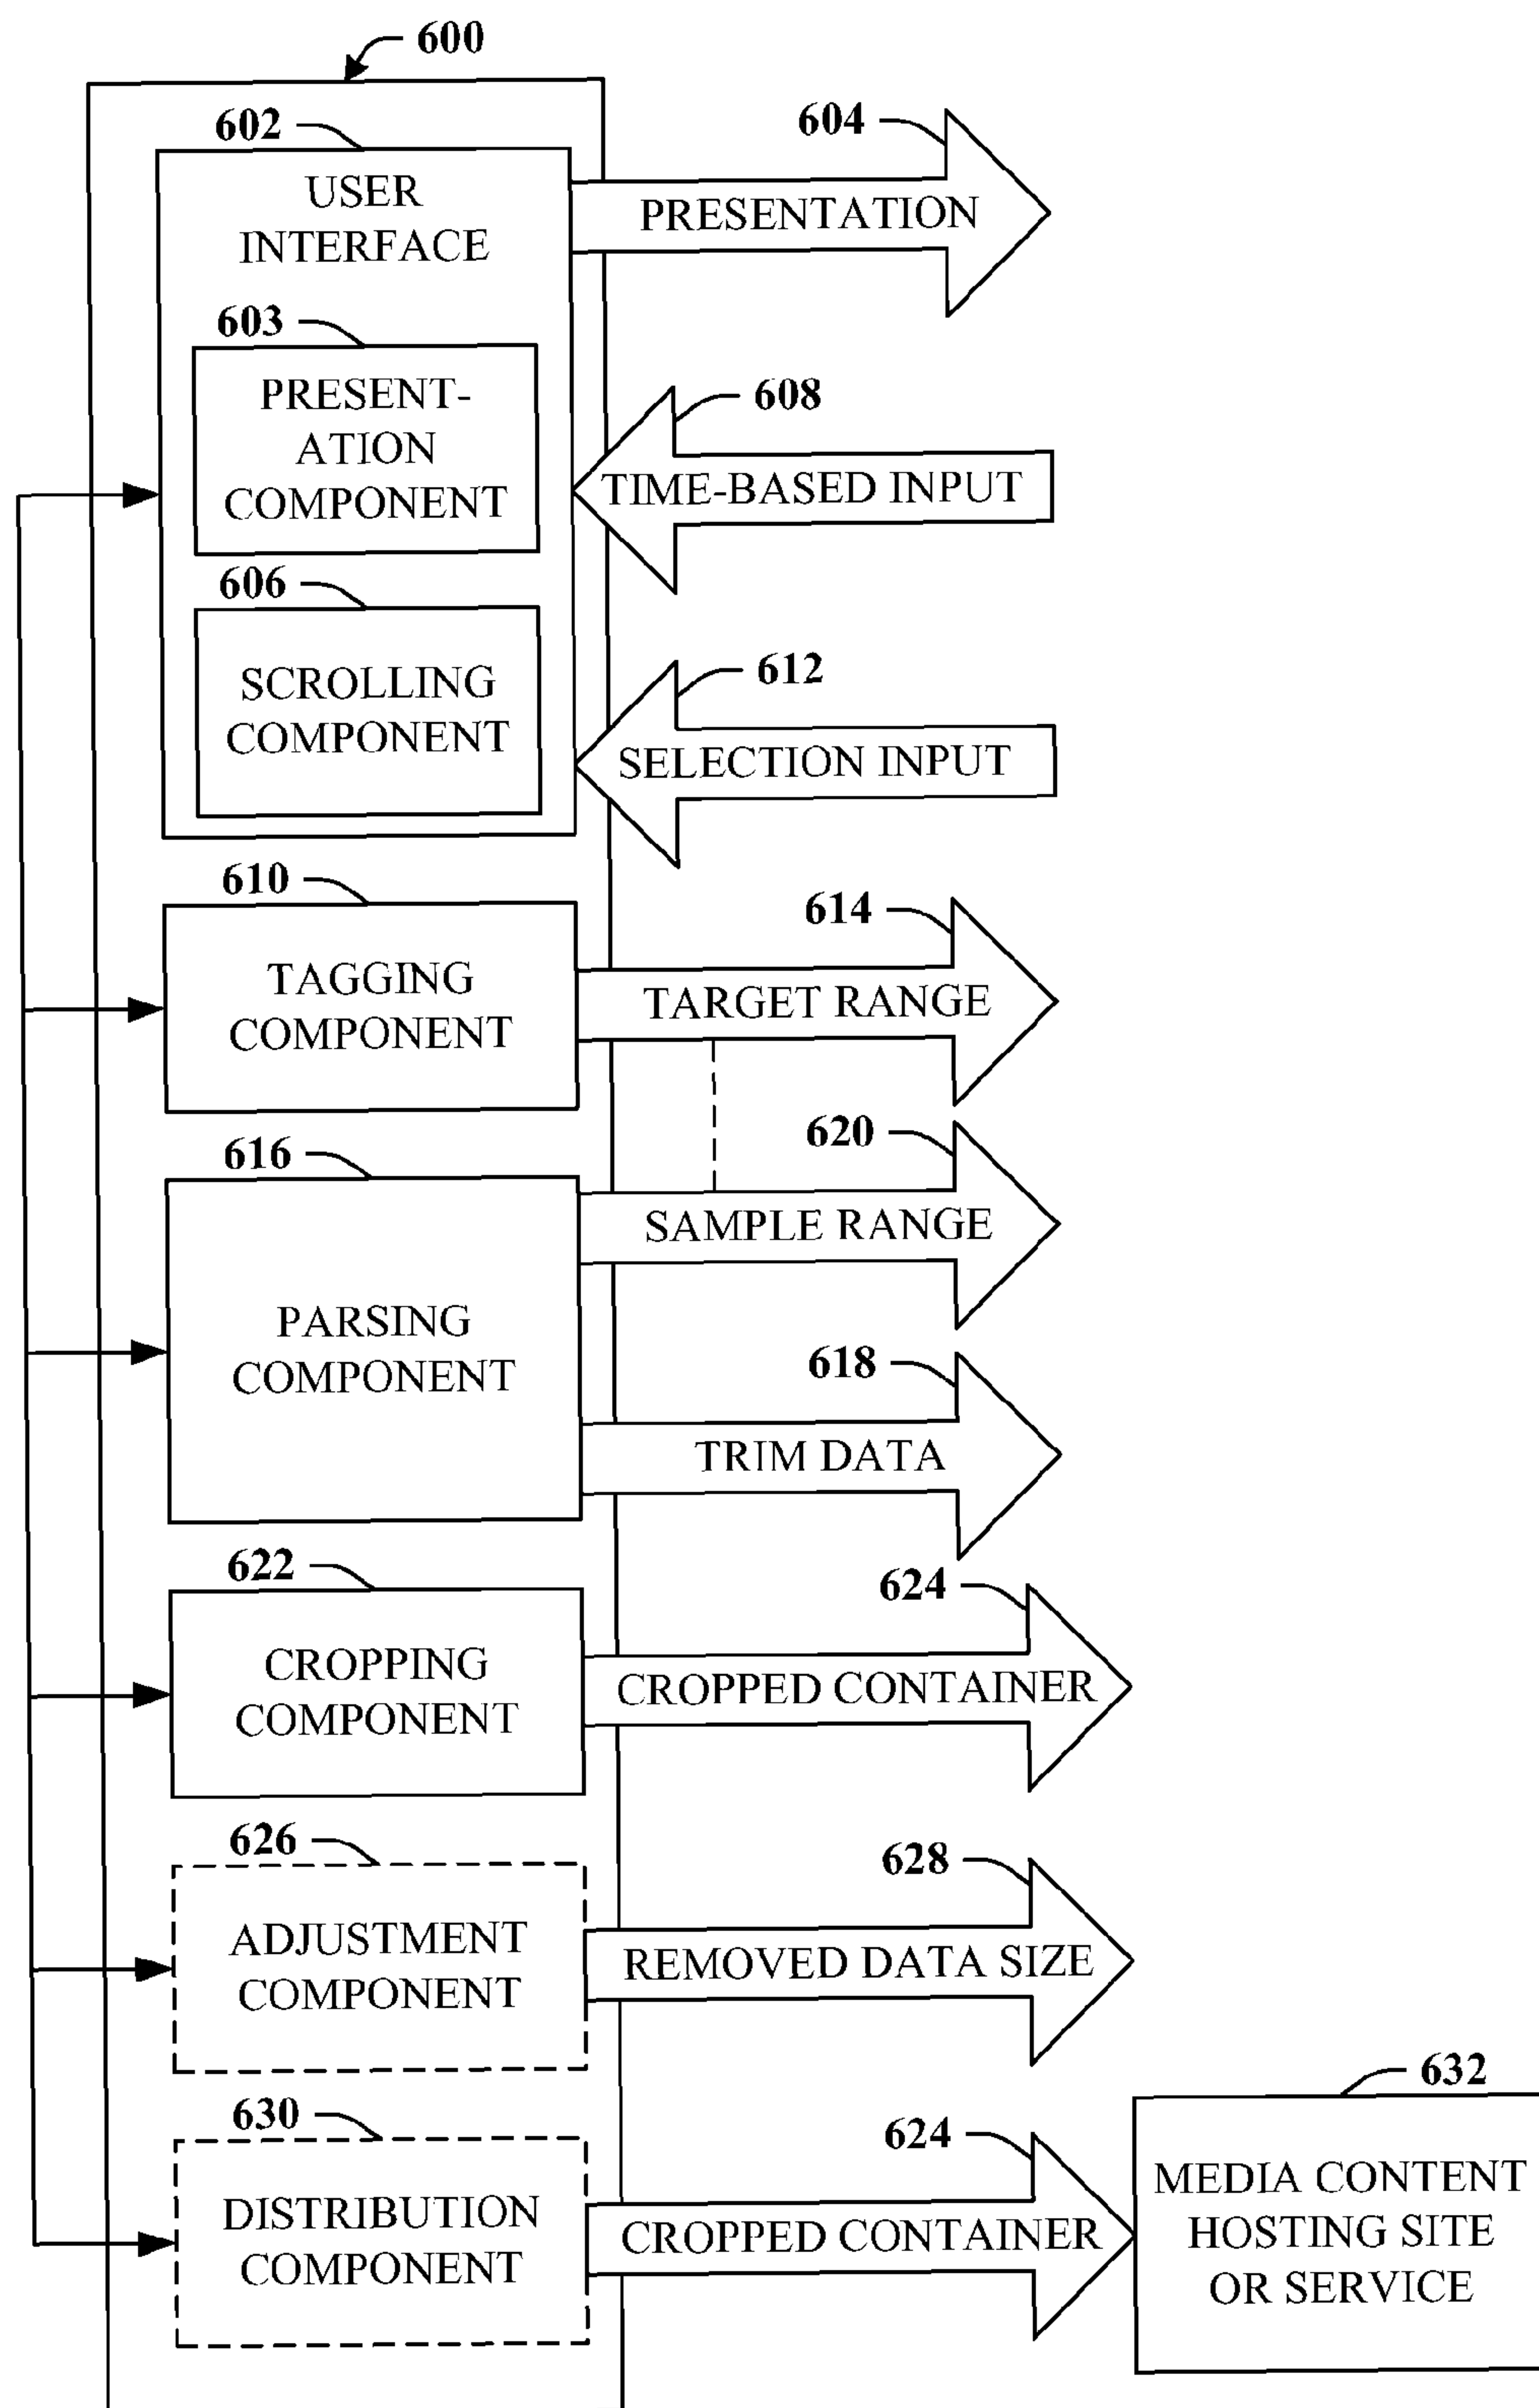 600
602
604
USER
INTERFACE
PRESENTATION
603
PRESENT-
ATION
COMPONENT
608
TIME-BASED INPUT
606
SCROLLING
COMPONENT
612
SELECTION INPUT
610
TAGGING
COMPONENT
614
TARGET RANGE
616
620
SAMPLE RANGE
PARSING
COMPONENT
618
TRIM DATA
622
CROPPING
COMPONENT
624
CROPPED CONTAINER
626
ADJUSTMENT
COMPONENT
628
REMOVED DATA SIZE
630
DISTRIBUTION
COMPONENT
624
CROPPED CONTAINER
632
MEDIA CONTENT
HOSTING SITE
OR SERVICE